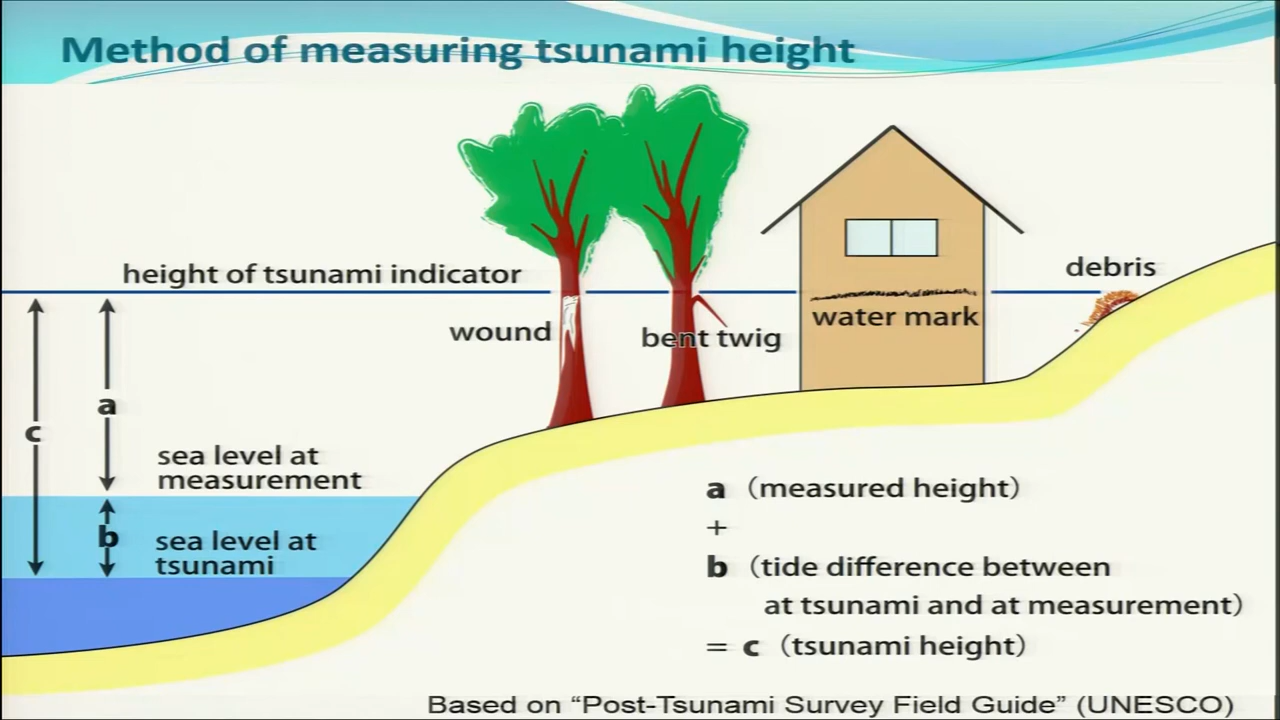 Method of measuring tsunami height
height of tsunami indicator
debris
wound
bent twig
water mark
a
c
sea level at
measurement
b
sea level at
tsunami
a （measured height）
+
b （tide difference between
at tsunami and at measurement）
= c （tsunami height）
Based on “Post-Tsunami Survey Field Guide” (UNESCO)